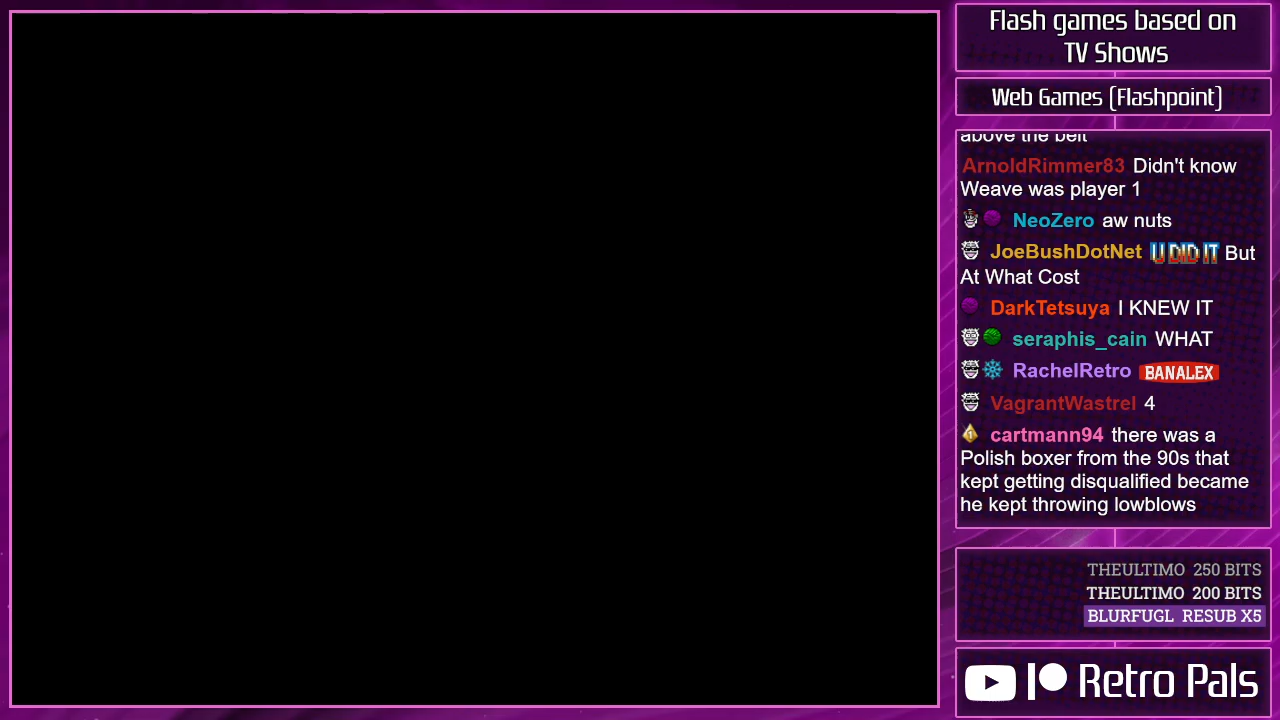 Flash games based on
TV Shows
Web Games (Flashpoint)
above the belt
ArnoldRimmer83 Didn't know
Weave was player 1
NeoZero aw nuts
JoeBushDotNet U DID IT But
At What Cost
DarkTetsuya I KNEW IT
seraphis_cain WHAT
RachelRetro BANALEX
VagrantWastrel 4
cartmann94 there was a
Polish boxer from the 90s that
kept getting disqualified became
he kept throwing lowblows
THEULTIMO 250 BITS
THEULTIMO 200 BITS
BLURFUGL RESUB X5
Retro Pals